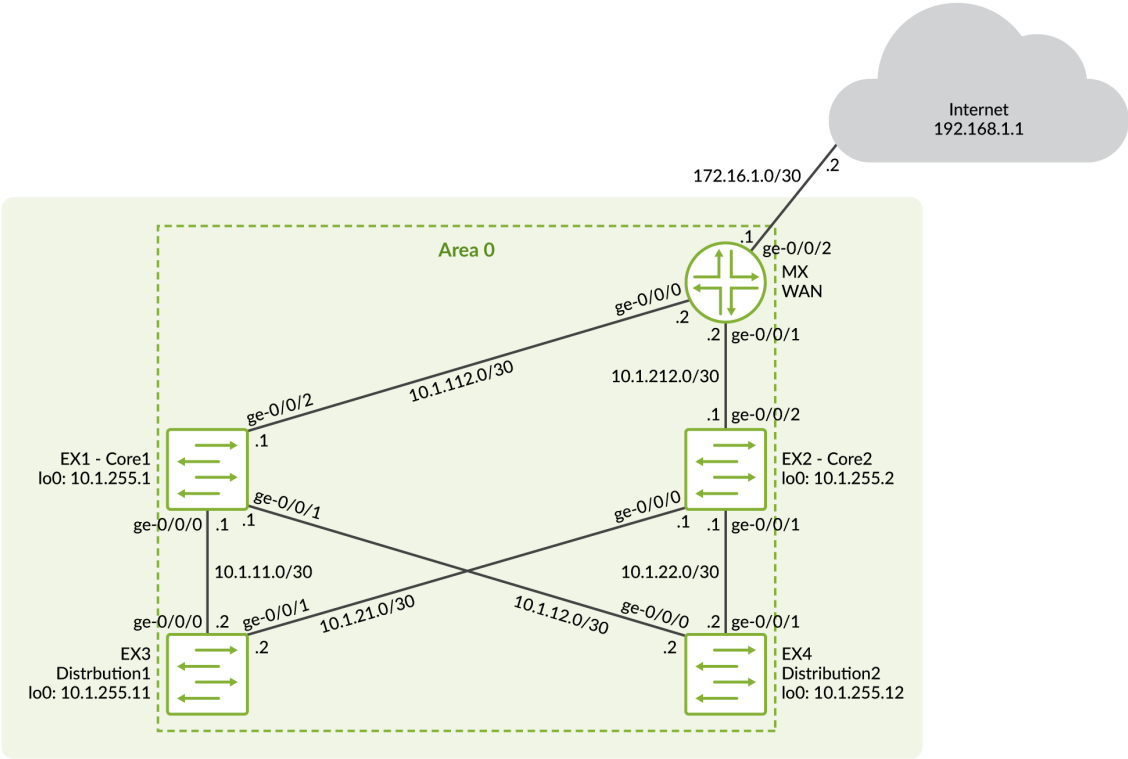 Internet
192.168.1.1
172.16.1.0/30
.2
.1
ge-0/0/2
Area 0
MX
WAN
ge-0/0/0
.2
.2
ge-0/0/1
10.1.112.0/30
10.1.212.0/30
ge-0/0/2
.1
.1
ge-0/0/2
EX1 - Core1
lo0: 10.1.255.1
EX2 - Core2
lo0: 10.1.255.2
ge-0/0/0
.1
.1
ge-0/0/1
ge-0/0/0
.1
.1
ge-0/0/1
10.1.11.0/30
10.1.22.0/30
10.1.21.0/30
10.1.12.0/30
ge-0/0/0
.2
ge-0/0/1
.2
ge-0/0/0
.2
.2
ge-0/0/1
EX3
Distrbution1
lo0: 10.1.255.11
EX4
Distribution2
lo0: 10.1.255.12